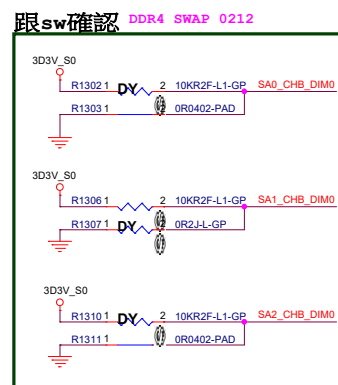 跟sw確認 DDR4 SWAP 0212
3D3V_S0
R1302 1 DY 2 10KR2F-L1-GP SA0_CHB_DIM0
R1303 1 2 0R0402-PAD
3D3V_S0
R1306 1 2 10KR2F-L1-GP SA1_CHB_DIM0
R1307 1 DY 2 0R2J-L-GP
3D3V_S0
R1310 1 DY 2 10KR2F-L1-GP SA2_CHB_DIM0
R1311 1 2 0R0402-PAD